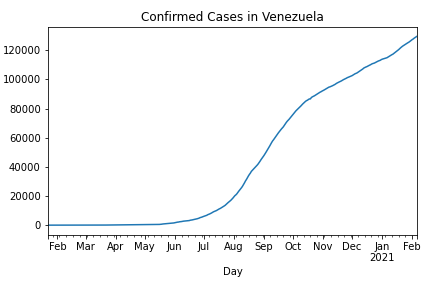 Confirmed Cases in Venezuela
120000
100000
80000
60000
40000
20000
0
Feb Mar Apr May Jun Jul Aug Sep Oct Nov Dec Jan Feb
2021
Day